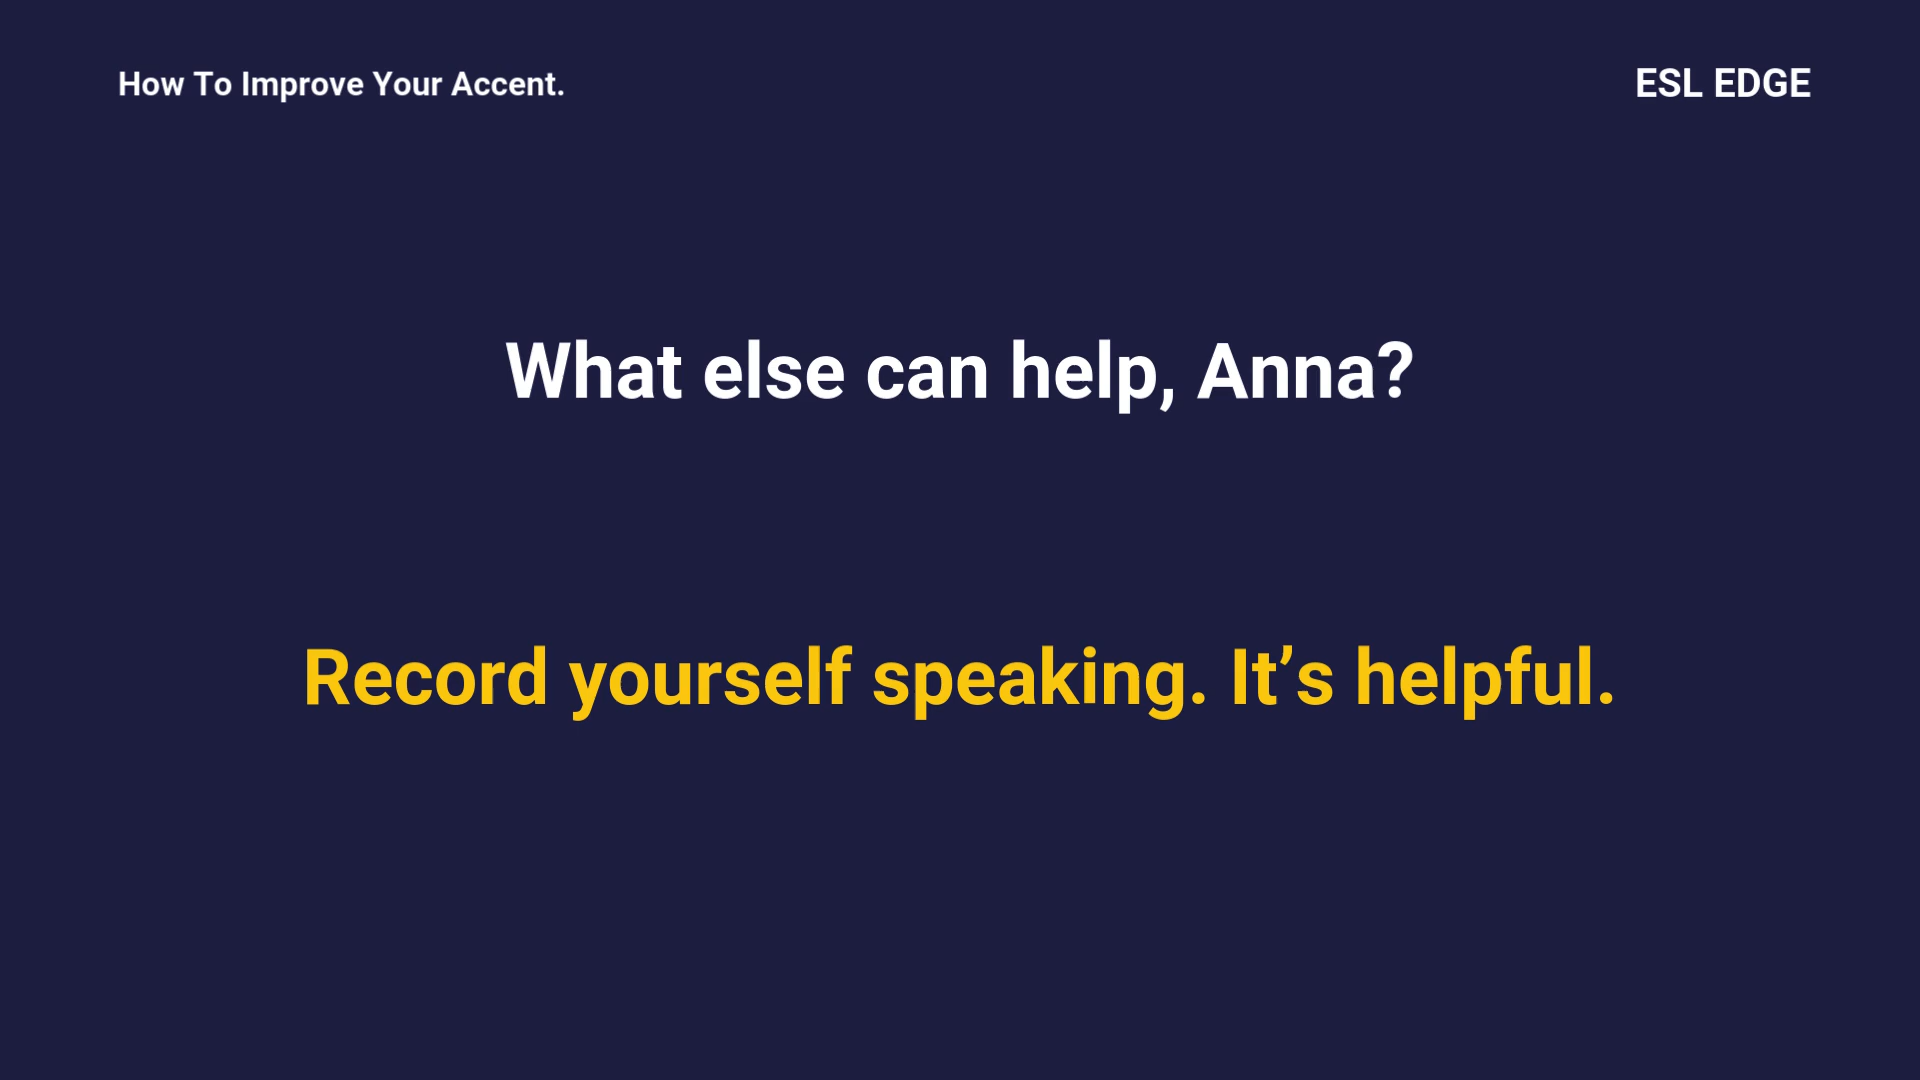 How To Improve Your Accent.
ESL EDGE
What else can help, Anna?
Record yourself speaking. It’s helpful.